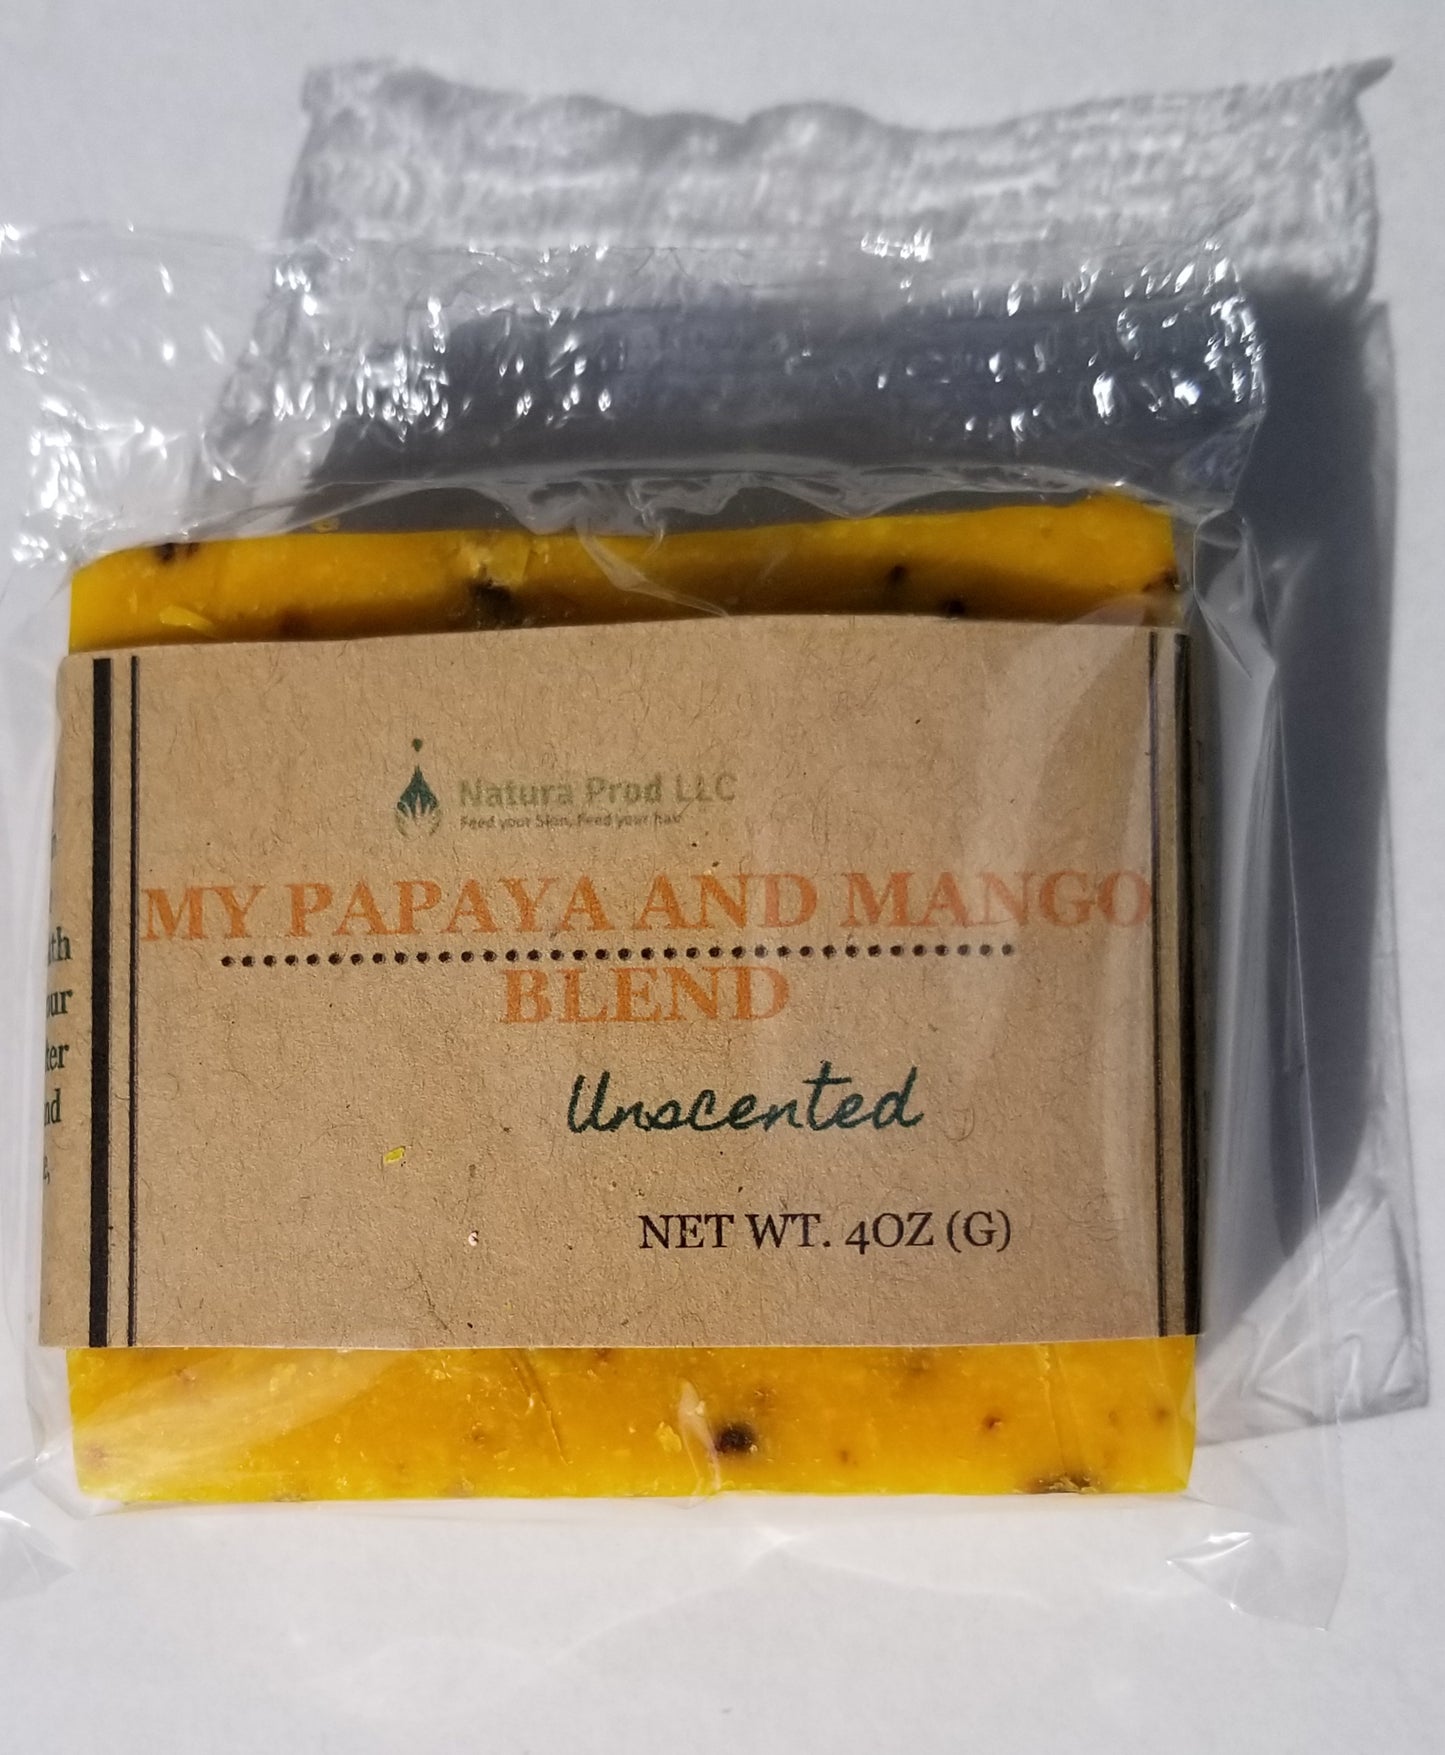 Natura Prod LLC
Feed your Skin, Feed your hair
MY PAPAYA AND MANGO
BLEND
Unscented
NET WT. 4OZ (G)